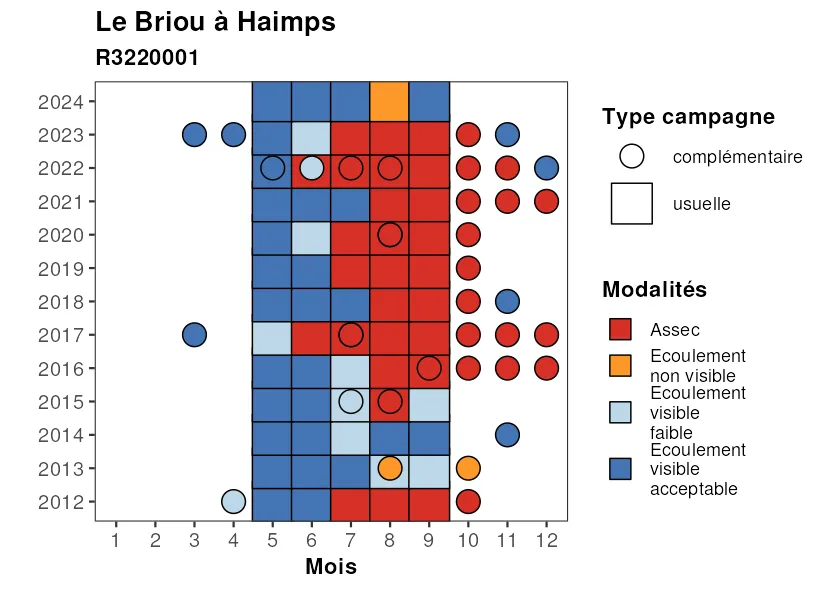 Le Briou à Haimps
R3220001
2024
2023
2022
2021
2020
2019
2018
2017
2016
2015
2014
2013
2012
1 2 3 4 5 6 7 8 9 10 11 12
Mois
Type campagne
complémentaire
usuelle
Modalités
Assec
Ecoulement
non visible
Ecoulement
visible
faible
Ecoulement
visible
acceptable